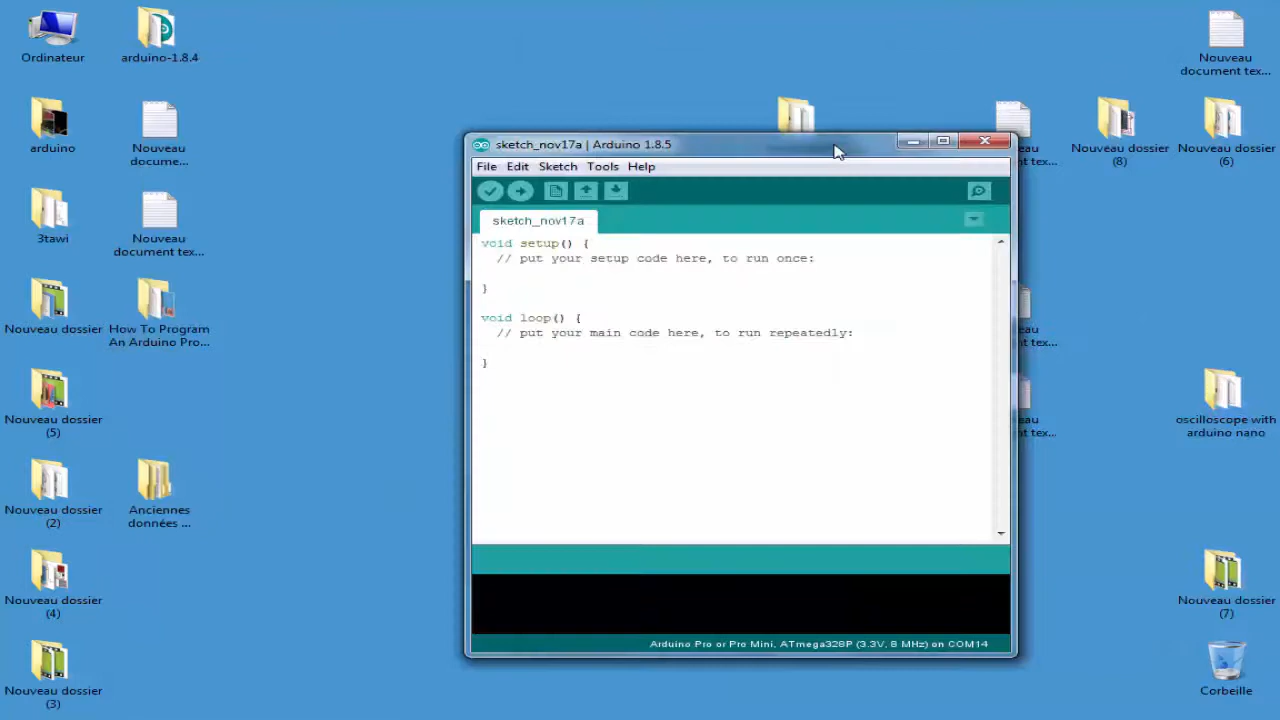 Ordinateur
arduino-1.8.4
arduino
Nouveau
docume...
3tawi
Nouveau
document tex...
Nouveau dossier
How To Program
An Arduino Pro...
Nouveau dossier
(5)
Nouveau dossier
(2)
Anciennes
données ...
Nouveau dossier
(4)
Nouveau dossier
(3)
sketch_nov17a | Arduino 1.8.5
File Edit Sketch Tools Help
sketch_nov17a
void setup() {
// put your setup code here, to run once:
}
void loop() {
// put your main code here, to run repeatedly:
}
Arduino Pro or Pro Mini, ATmega328P (3.3V, 8 MHz) on COM14
Nouveau
document tex...
Nouveau dossier
(8)
Nouveau dossier
(6)
oscilloscope with
arduino nano
Nouveau dossier
(7)
Corbeille